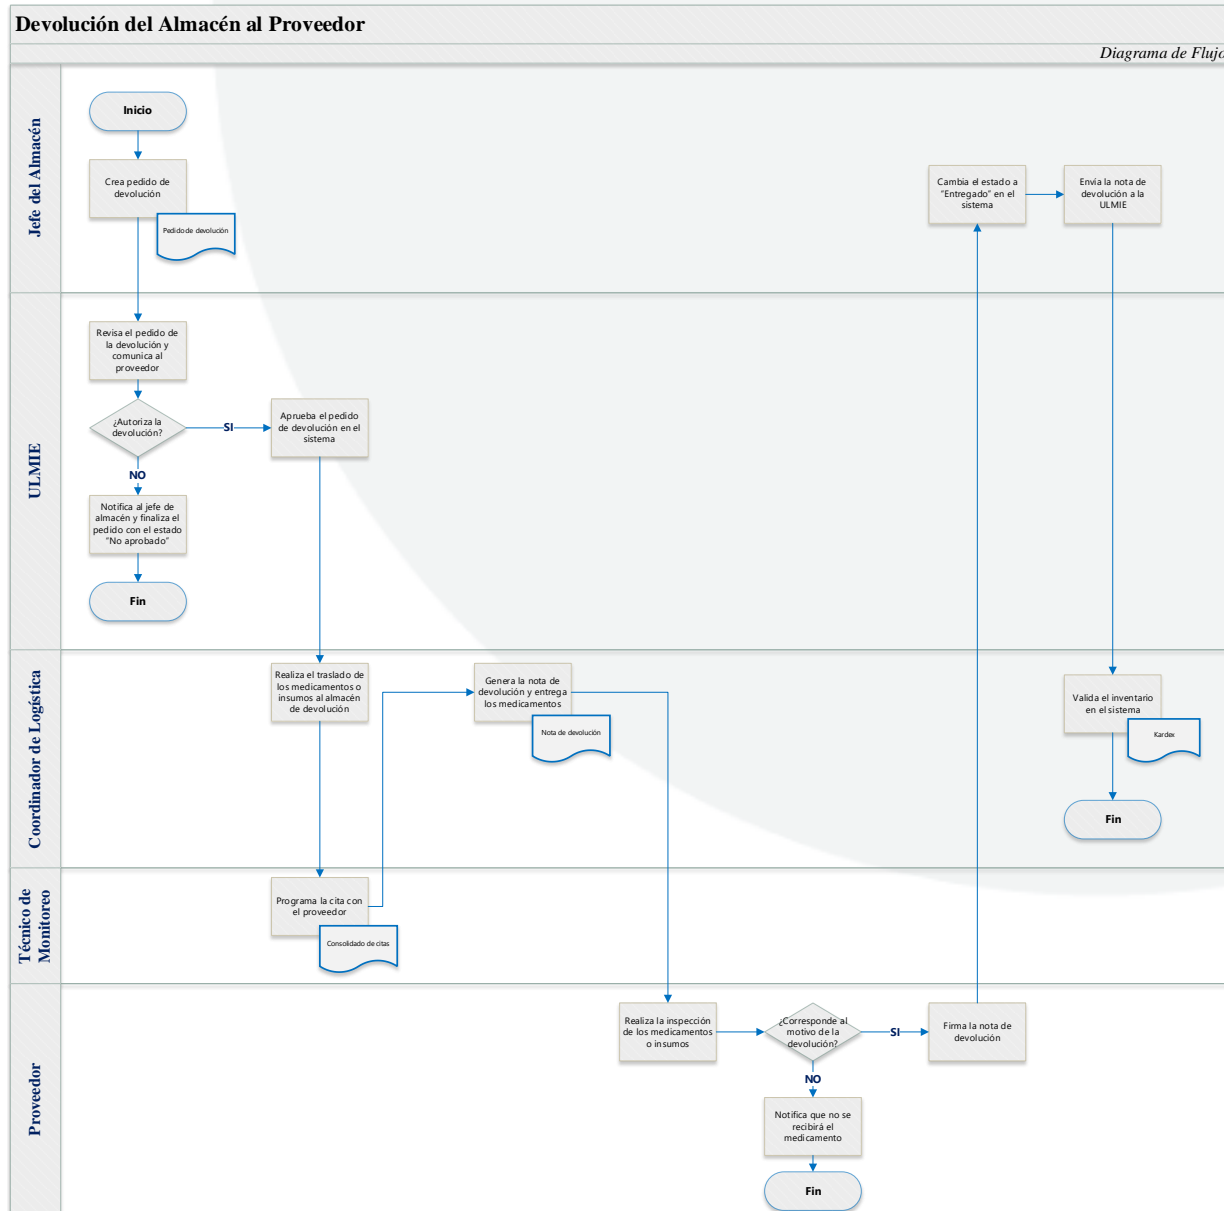 Devolución del Almacén al Proveedor
Diagrama de Flujo
Jefe del Almacén
Inicio
Crea pedido de
devolución
Pedido de devolución
Cambia el estado a
“Entregado” en el
sistema
Envía la nota de
devolución a la
ULMIE
ULMIE
Revisa el pedido de
la devolución y
comunica al
proveedor
¿Autoriza la
devolución?
SI
Aprueba el pedido
de devolución en el
sistema
NO
Notifica al jefe de
almacén y finaliza el
pedido con el estado
“No aprobado”
Fin
Coordinador de Logística
Realiza el traslado de
los medicamentos o
insumos al almacén
de devolución
Genera la nota de
devolución y entrega
los medicamentos
Nota de devolución
Valida el inventario
en el sistema
Kardex
Fin
Técnico de
Monitoreo
Programa la cita con
el proveedor
Consolidado de citas
Proveedor
Realiza la inspección
de los medicamentos
o insumos
¿Corresponde al
motivo de la
devolución?
SI
Firma la nota de
devolución
NO
Notifica que no se
recibirá el
medicamento
Fin